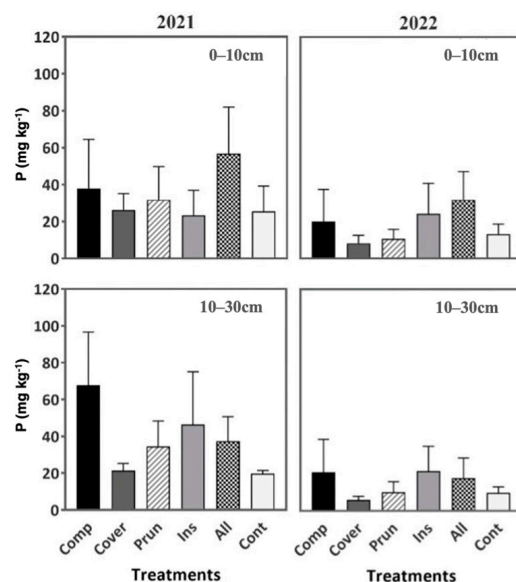 2021
2022
P (mg kg⁻¹)
120
100
80
60
40
20
0
0–10cm
0–10cm
P (mg kg⁻¹)
120
100
80
60
40
20
0
10–30cm
10–30cm
Comp
Cover
Prun
Ins
All
Cont
Comp
Cover
Prun
Ins
All
Cont
Treatments
Treatments